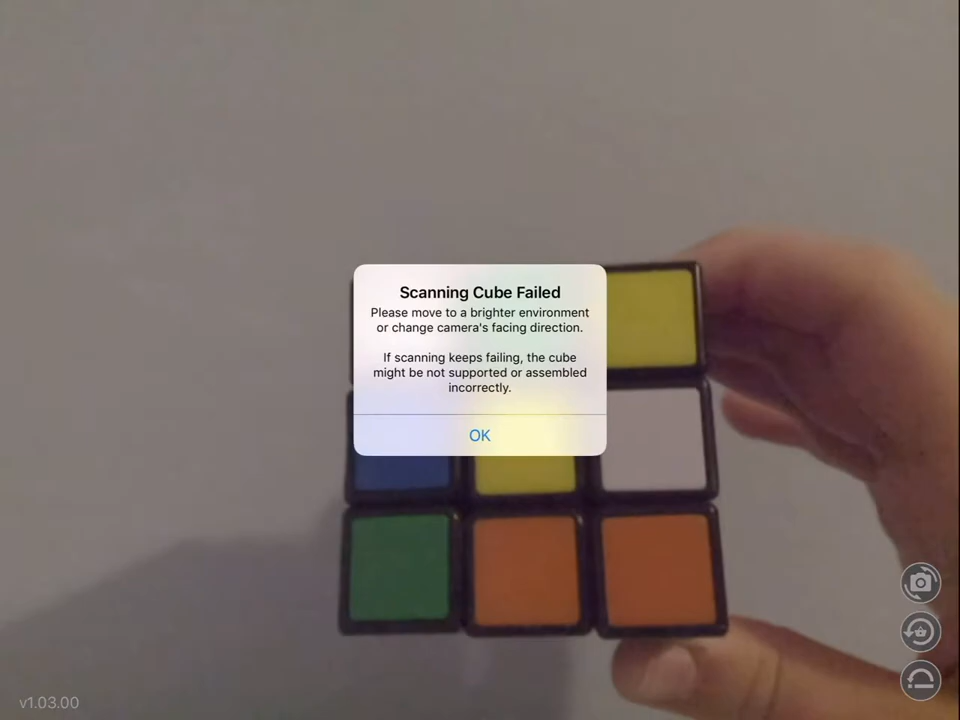 Scanning Cube Failed
Please move to a brighter environment
or change camera's facing direction.
If scanning keeps failing, the cube
might be not supported or assembled
incorrectly.
OK
v1.03.00